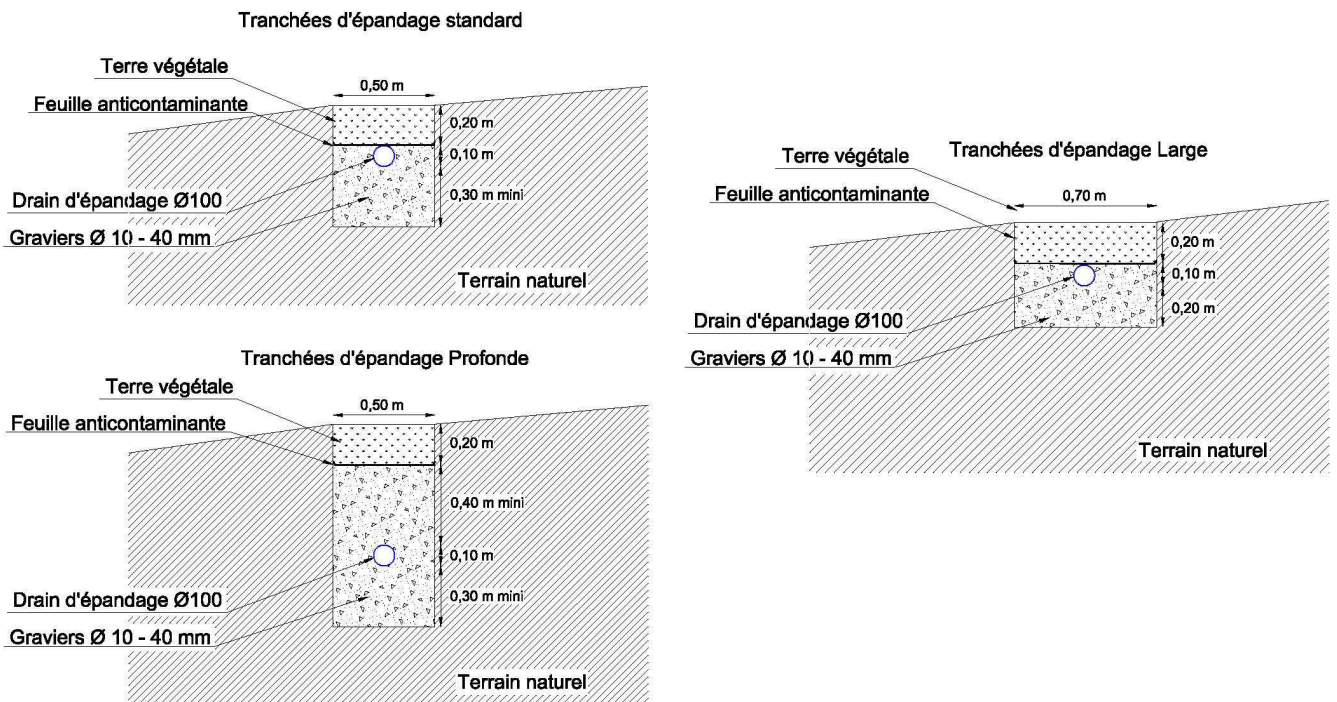 Tranchées d'épandage standard
Terre végétale
0,50 m
Feuille anticontaminante
0,20 m
0,10 m
Drain d'épandage Ø100
0,30 m mini
Graviers Ø 10 - 40 mm
Terrain naturel
Tranchées d'épandage Profonde
Terre végétale
0,50 m
Feuille anticontaminante
0,20 m
0,40 m mini
0,10 m
Drain d'épandage Ø100
0,30 m mini
Graviers Ø 10 - 40 mm
Terrain naturel
Tranchées d'épandage Large
Terre végétale
Feuille anticontaminante
0,70 m
0,20 m
0,10 m
Drain d'épandage Ø100
0,20 m
Graviers Ø 10 - 40 mm
Terrain naturel